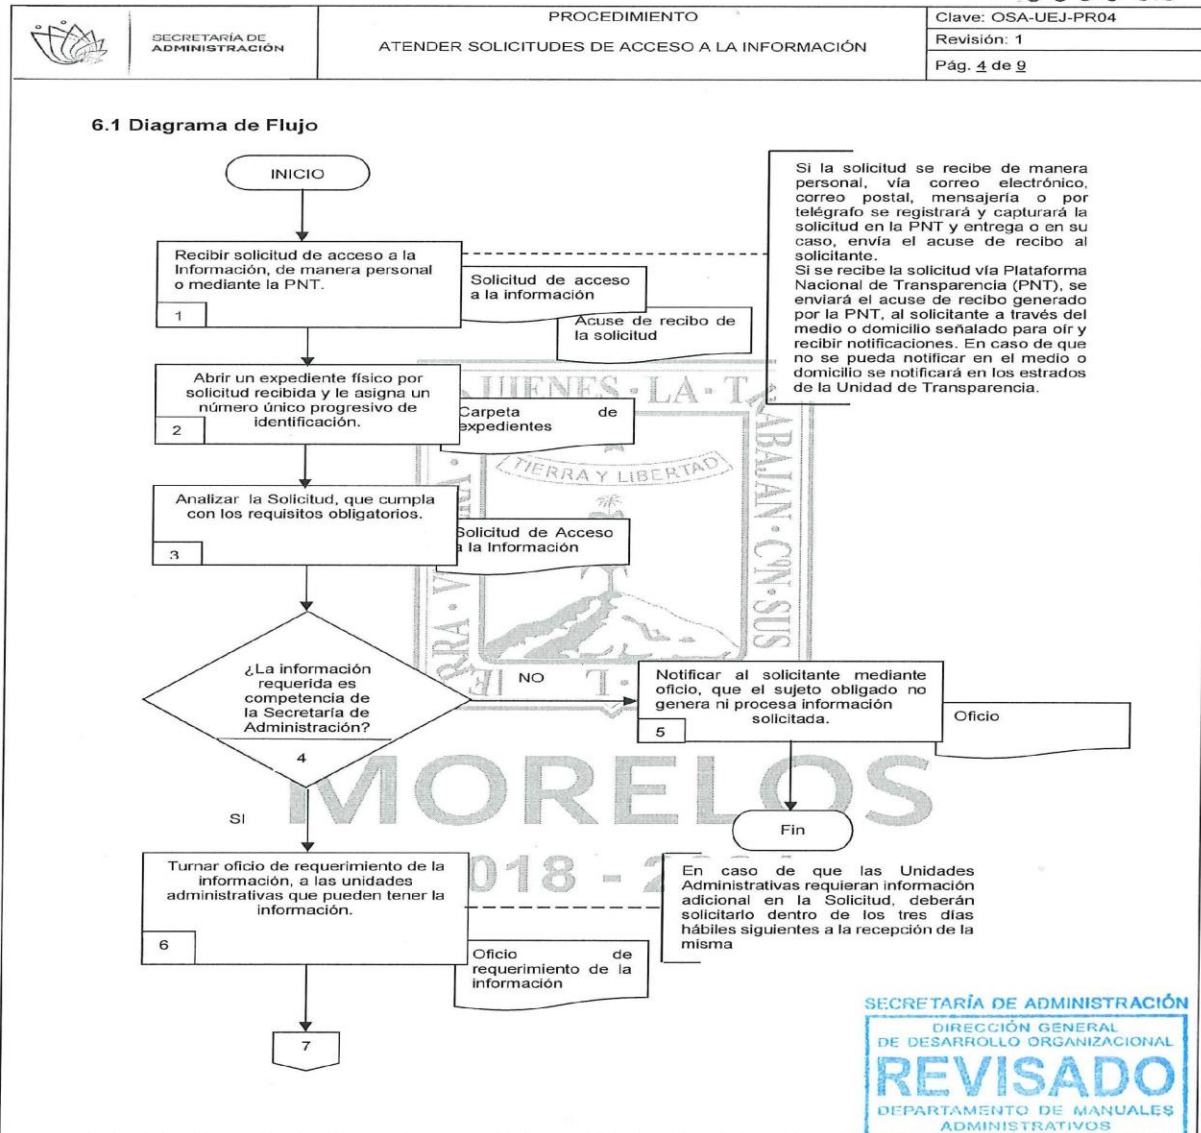 SECRETARÍA DE
ADMINISTRACIÓN
PROCEDIMIENTO
ATENDER SOLICITUDES DE ACCESO A LA INFORMACIÓN
Clave: OSA-UEJ-PR04
Revisión: 1
Pág. 4 de 9
6.1 Diagrama de Flujo
INICIO
Recibir solicitud de acceso a la
Información, de manera personal
o mediante la PNT.
1
Solicitud de acceso
a la información
Acuse de recibo de
la solicitud
Si la solicitud se recibe de manera
personal, vía correo electrónico,
correo postal, mensajería o por
telégrafo se registrará y capturará la
solicitud en la PNT y entrega o en su
caso, envía el acuse de recibo al
solicitante.
Si se recibe la solicitud vía Plataforma
Nacional de Transparencia (PNT), se
enviará el acuse de recibo generado
por la PNT, al solicitante a través del
medio o domicilio señalado para oír y
recibir notificaciones. En caso de que
no se pueda notificar en el medio o
domicilio se notificará en los estrados
de la Unidad de Transparencia.
Abrir un expediente físico por
solicitud recibida y le asigna un
número único progresivo de
identificación.
2
Carpeta de
expedientes
Analizar la Solicitud, que cumpla
con los requisitos obligatorios.
3
Solicitud de Acceso
a la Información
TIERRA Y LIBERTAD
¿La información
requerida es
competencia de
la Secretaría de
Administración?
4
NO
Notificar al solicitante mediante
oficio, que el sujeto obligado no
genera ni procesa información
solicitada.
5
Oficio
MORELOS
Fin
SI
Turnar oficio de requerimiento de la
información, a las unidades
administrativas que pueden tener la
información.
6
Oficio de
requerimiento de la
información
En caso de que las Unidades
Administrativas requieran información
adicional en la Solicitud, deberán
solicitarlo dentro de los tres días
hábiles siguientes a la recepción de la
misma
7
SECRETARÍA DE ADMINISTRACIÓN
DIRECCIÓN GENERAL
DE DESARROLLO ORGANIZACIONAL
REVISADO
DEPARTAMENTO DE MANUALES
ADMINISTRATIVOS